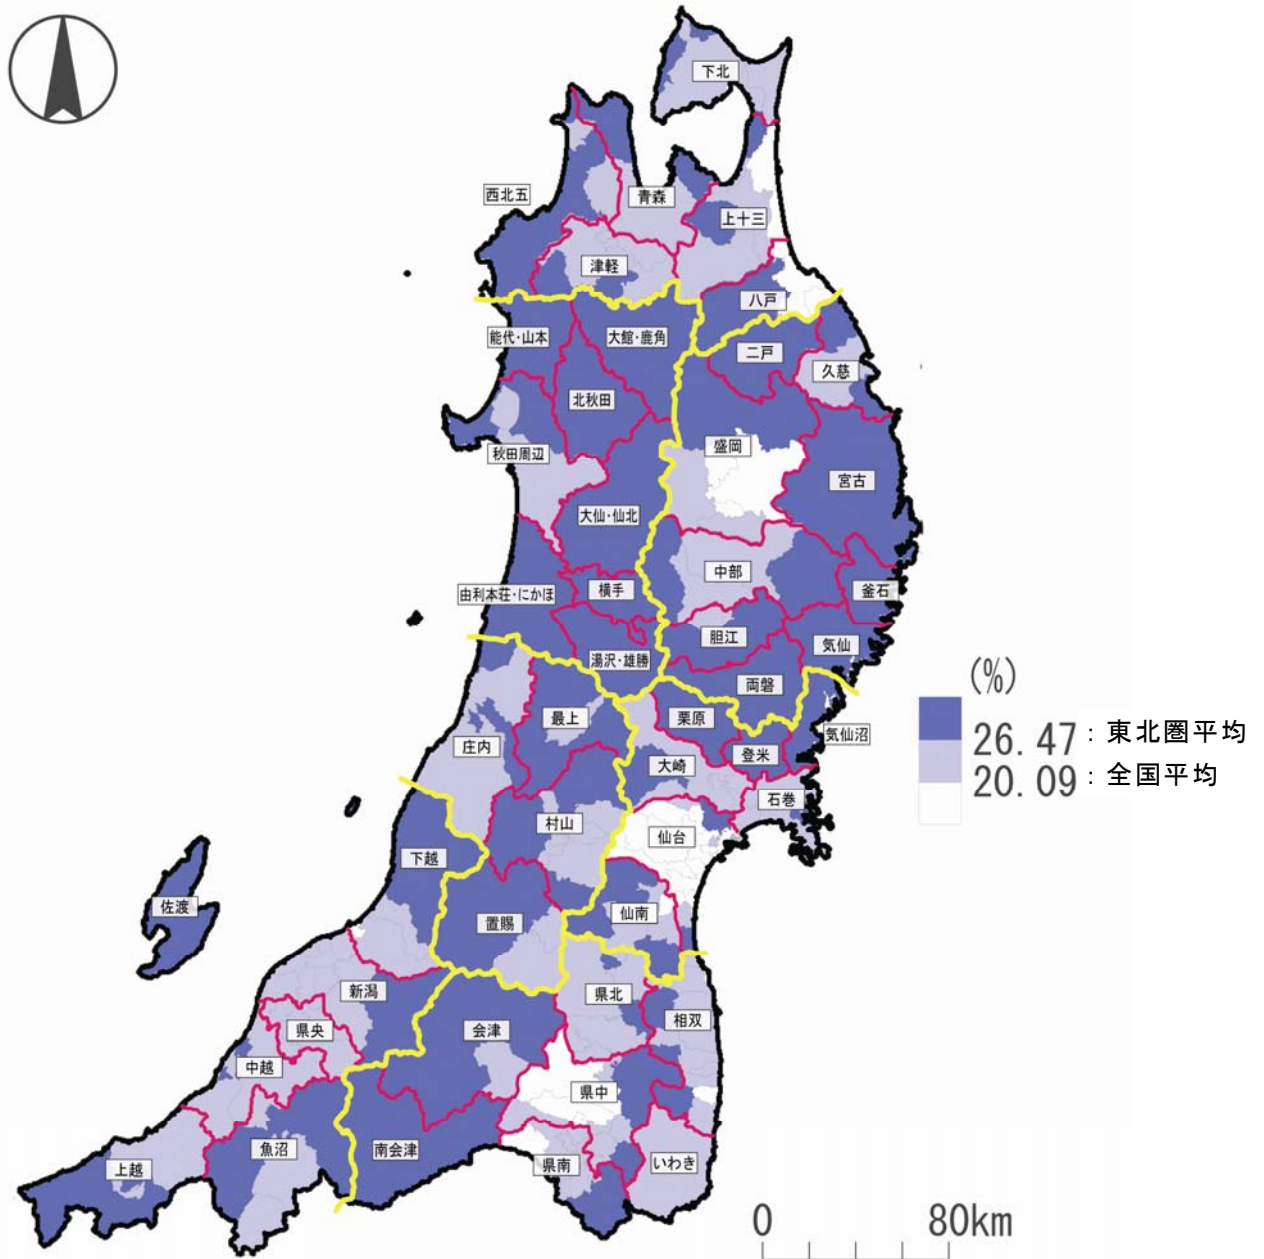 下北
西北五
青森
上十三
津軽
八戸
能代・山本
大館・鹿角
二戸
久慈
北秋田
秋田周辺
盛岡
宮古
大仙・仙北
中部
釜石
由利本荘・にかほ
横手
胆江
気仙
湯沢・雄勝
両磐
最上
栗原
気仙沼
庄内
登米
大崎
石巻
村山
仙台
下越
佐渡
置賜
仙南
新潟
県北
相双
県央
会津
中越
県中
魚沼
南会津
上越
県南
いわき
(%)
26.47：東北圏平均
20.09：全国平均
0 80km